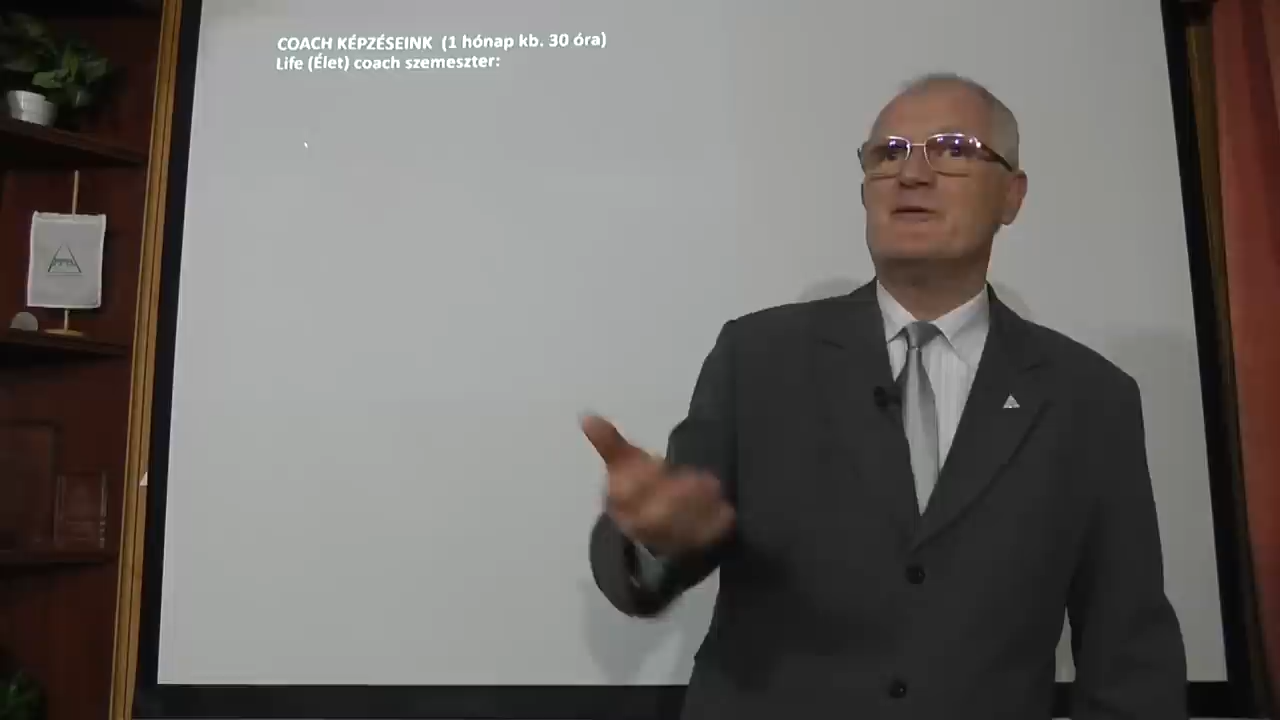 COACH KÉPZÉSEINK (1 hónap kb. 30 óra)
Life (Élet) coach szemeszter: